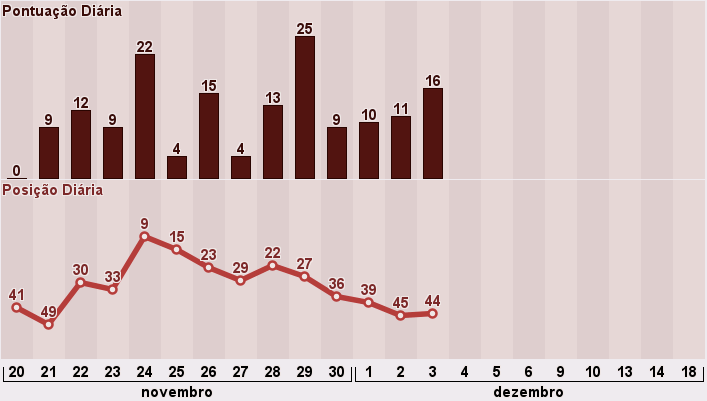 Pontuação Diária
0 9 12 9 22 4 15 4 13 25 9 10 11 16
Posição Diária
41 49 30 33 9 15 23 29 22 27 36 39 45 44
20 21 22 23 24 25 26 27 28 29 30 1 2 3 4 5 6 9 10 13 14 18
novembro dezembro